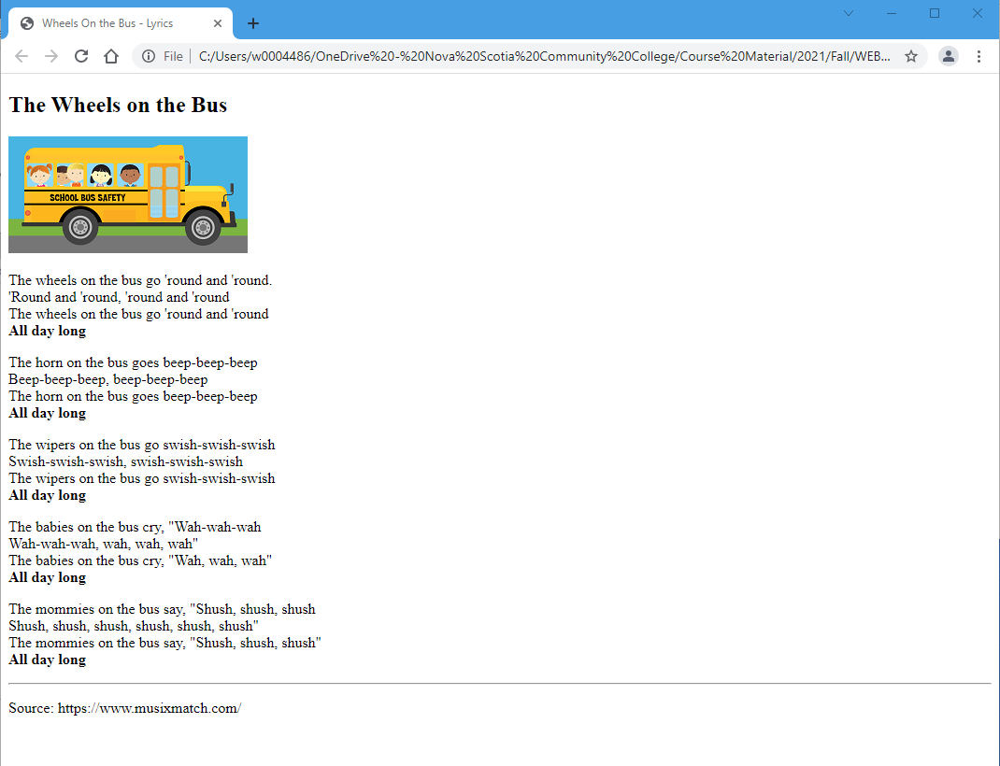 Wheels On the Bus - Lyrics
File
C:/Users/w0004486/OneDrive%20-%20Nova%20Scotia%20Community%20College/Course%20Material/2021/Fall/WEB...
The Wheels on the Bus
SCHOOL BUS SAFETY
The wheels on the bus go 'round and 'round.
'Round and 'round, 'round and 'round
The wheels on the bus go 'round and 'round
All day long
The horn on the bus goes beep-beep-beep
Beep-beep-beep, beep-beep-beep
The horn on the bus goes beep-beep-beep
All day long
The wipers on the bus go swish-swish-swish
Swish-swish-swish, swish-swish-swish
The wipers on the bus go swish-swish-swish
All day long
The babies on the bus cry, "Wah-wah-wah
Wah-wah-wah, wah, wah, wah"
The babies on the bus cry, "Wah, wah, wah"
All day long
The mommies on the bus say, "Shush, shush, shush
Shush, shush, shush, shush, shush, shush"
The mommies on the bus say, "Shush, shush, shush"
All day long
Source: https://www.musixmatch.com/